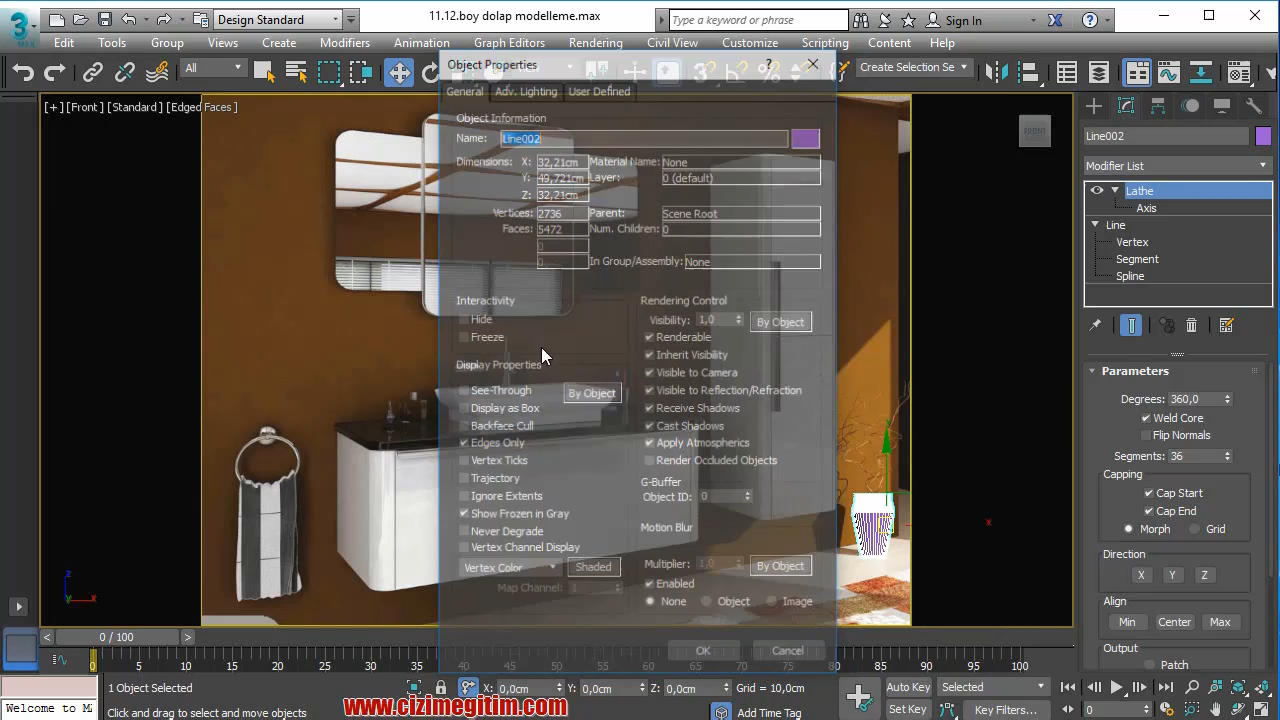 3 MAX
Design Standard
11.12.boy dolap modelleme.max
Type a keyword or phrase
Sign In
Edit Tools Group Views Create Modifiers Animation Graph Editors Rendering Civil View Customize Scripting Content Help
All
Create Selection Se
[+] [Front ] [Standard ] [Edged Faces ]
FRONT
Object Properties
General Adv. Lighting User Defined
Object Information
Name: Line002
Dimensions: X: 32,21cm Material Name: None
Y: 49,721cm Layer: 0 (default)
Z: 32,21cm
Vertices: 2736 Parent: Scene Root
Faces: 5472 Num. Children: 0
0
0 In Group/Assembly: None
Interactivity
Hide
Freeze
Display Properties
See-Through By Object
Display as Box
Backface Cull
Edges Only
Vertex Ticks
Trajectory
Ignore Extents
Show Frozen in Gray
Never Degrade
Vertex Channel Display
Vertex Color Shaded
Map Channel: 1
Rendering Control
Visibility: 1,0 By Object
Renderable
Inherit Visibility
Visible to Camera
Visible to Reflection/Refraction
Receive Shadows
Cast Shadows
Apply Atmospherics
Render Occluded Objects
G-Buffer
Object ID: 0
Motion Blur
Multiplier: 1,0 By Object
Enabled
None Object Image
OK Cancel
Line002
Modifier List
Lathe
Axis
Line
Vertex
Segment
Spline
Parameters
Degrees: 360,0
Weld Core
Flip Normals
Segments: 36
Capping
Cap Start
Cap End
Morph Grid
Direction
X Y Z
Align
Min Center Max
Output
Patch
z
x
x
0 / 100
0 5 10 15 20 25 30 35 40 45 50 55 60 65 70 75 80 85 90 95 100
1 Object Selected
X: 0,0cm Y: 0,0cm Z: 0,0cm Grid = 10,0cm
Auto Key Selected
Welcome to M
Click and drag to select and move objects
www.cizimegitim.com
Add Time Tag
Set Key Key Filters... 0